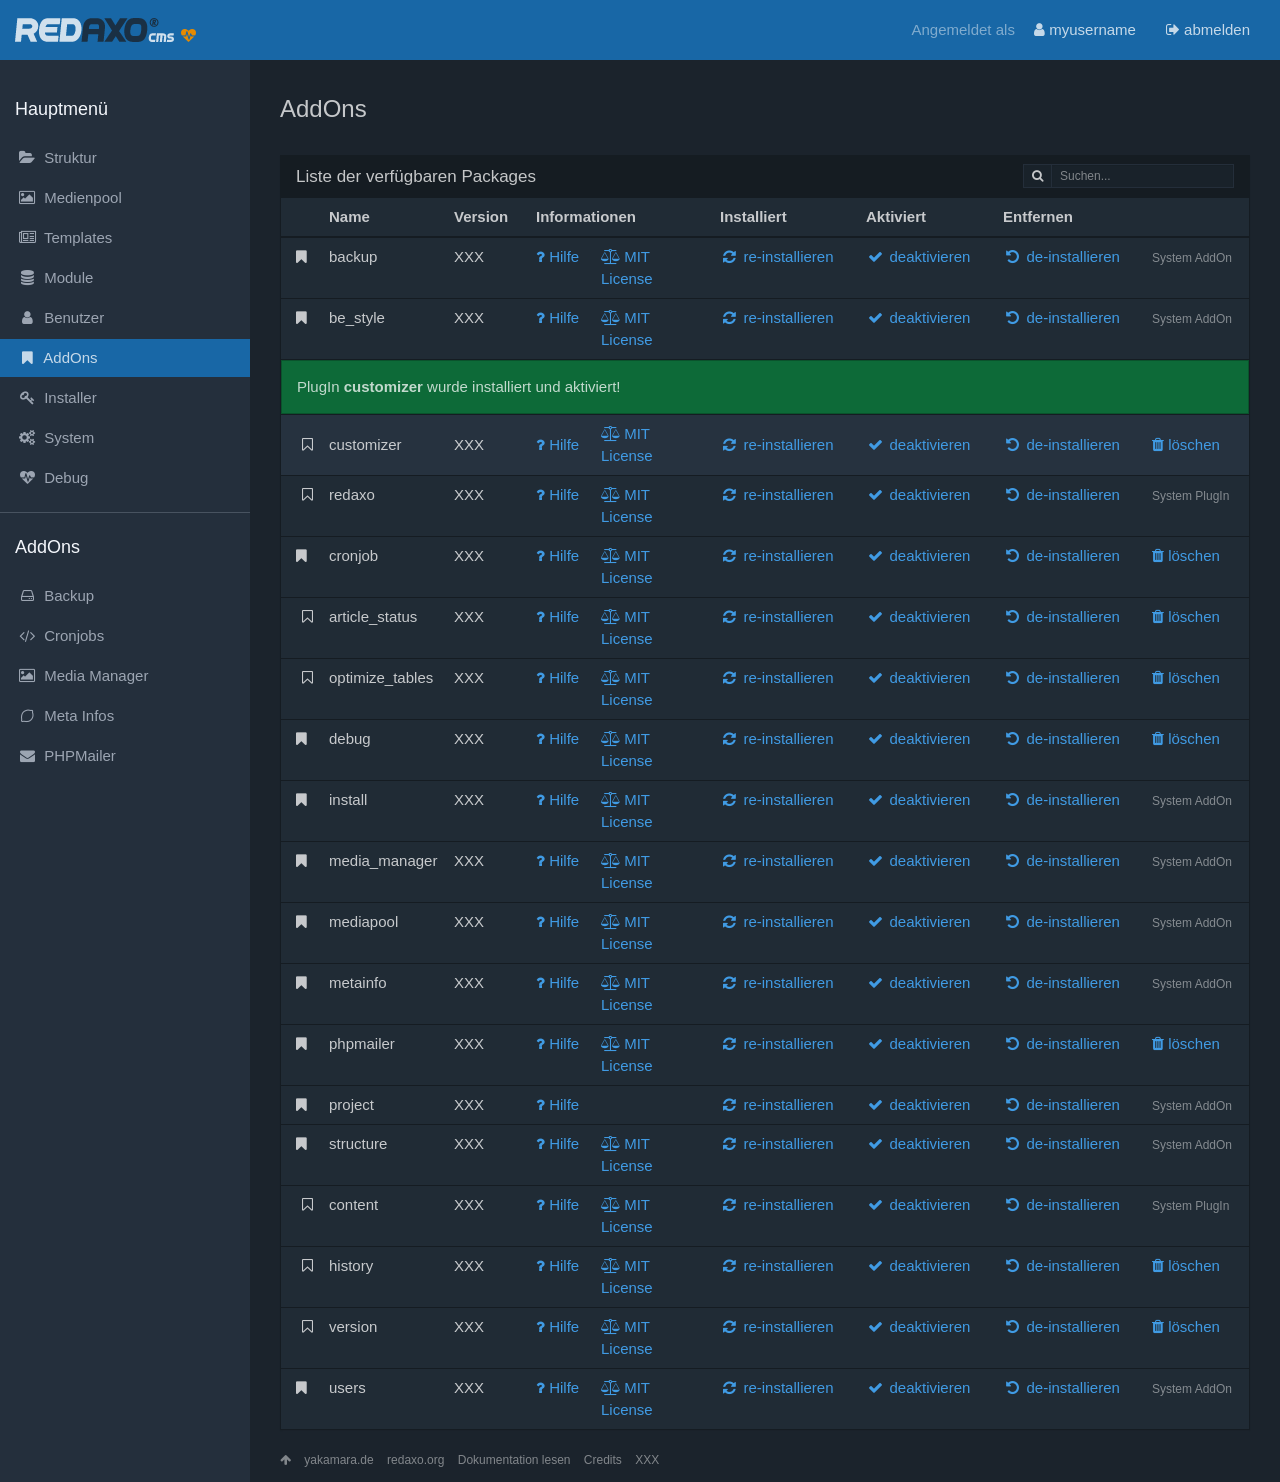 REDAXO® cms
Angemeldet als myusername abmelden
Hauptmenü
Struktur
Medienpool
Templates
Module
Benutzer
AddOns
Installer
System
Debug
AddOns
Backup
Cronjobs
Media Manager
Meta Infos
PHPMailer
AddOns
Liste der verfügbaren Packages Suchen...
Name Version Informationen Installiert Aktiviert Entfernen
backup XXX ? Hilfe MIT License re-installieren deaktivieren de-installieren System AddOn
be_style XXX ? Hilfe MIT License re-installieren deaktivieren de-installieren System AddOn
PlugIn customizer wurde installiert und aktiviert!
customizer XXX ? Hilfe MIT License re-installieren deaktivieren de-installieren löschen
redaxo XXX ? Hilfe MIT License re-installieren deaktivieren de-installieren System PlugIn
cronjob XXX ? Hilfe MIT License re-installieren deaktivieren de-installieren löschen
article_status XXX ? Hilfe MIT License re-installieren deaktivieren de-installieren löschen
optimize_tables XXX ? Hilfe MIT License re-installieren deaktivieren de-installieren löschen
debug XXX ? Hilfe MIT License re-installieren deaktivieren de-installieren löschen
install XXX ? Hilfe MIT License re-installieren deaktivieren de-installieren System AddOn
media_manager XXX ? Hilfe MIT License re-installieren deaktivieren de-installieren System AddOn
mediapool XXX ? Hilfe MIT License re-installieren deaktivieren de-installieren System AddOn
metainfo XXX ? Hilfe MIT License re-installieren deaktivieren de-installieren System AddOn
phpmailer XXX ? Hilfe MIT License re-installieren deaktivieren de-installieren löschen
project XXX ? Hilfe re-installieren deaktivieren de-installieren System AddOn
structure XXX ? Hilfe MIT License re-installieren deaktivieren de-installieren System AddOn
content XXX ? Hilfe MIT License re-installieren deaktivieren de-installieren System PlugIn
history XXX ? Hilfe MIT License re-installieren deaktivieren de-installieren löschen
version XXX ? Hilfe MIT License re-installieren deaktivieren de-installieren löschen
users XXX ? Hilfe MIT License re-installieren deaktivieren de-installieren System AddOn
yakamara.de redaxo.org Dokumentation lesen Credits XXX